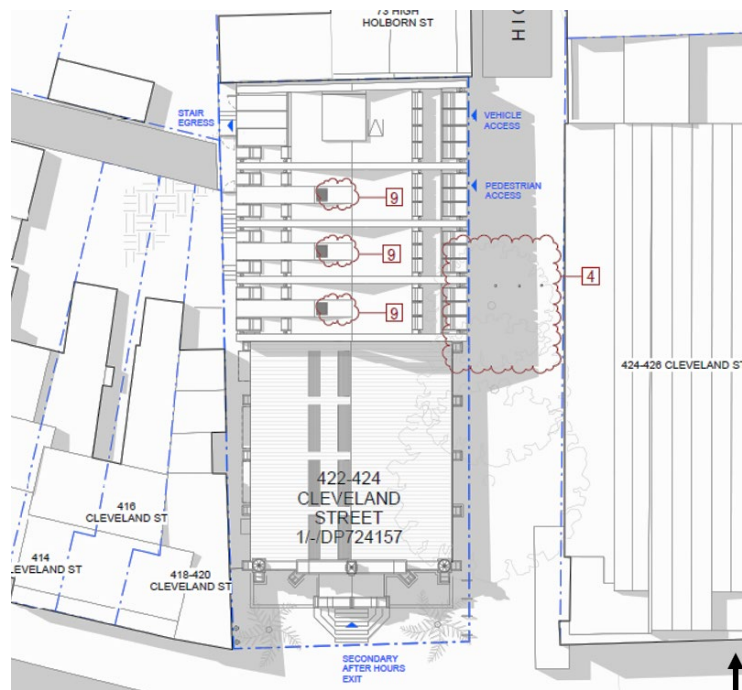 73 HIGH
HOLBORN ST
HIG
STAIR
EGRESS
VEHICLE
ACCESS
PEDESTRIAN
ACCESS
9
9
4
9
424-426 CLEVELAND ST
422-424
CLEVELAND
STREET
1/-/DP724157
416
CLEVELAND ST
414
LEVELAND ST
418-420
CLEVELAND ST
SECONDARY
AFTER HOURS
EXIT